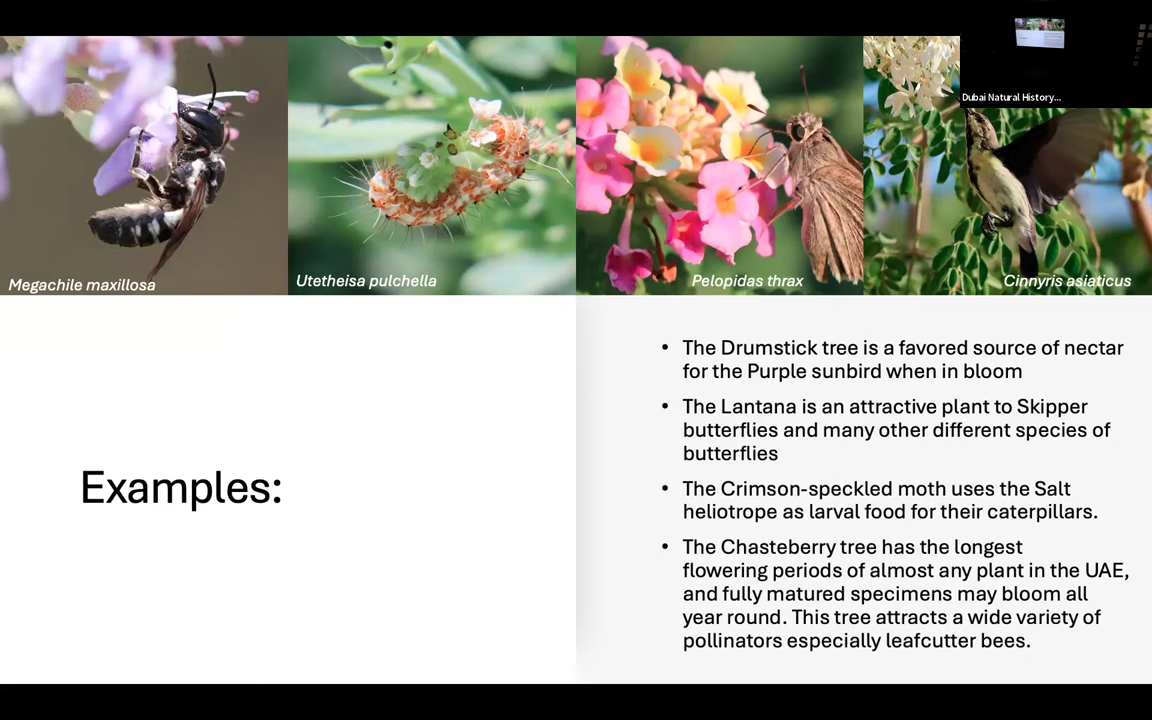 Dubai Natural History...
Megachile maxillosa
Utetheisa pulchella
Pelopidas thrax
Cinnyris asiaticus
Examples:
• The Drumstick tree is a favored source of nectar
for the Purple sunbird when in bloom
• The Lantana is an attractive plant to Skipper
butterflies and many other different species of
butterflies
• The Crimson-speckled moth uses the Salt
heliotrope as larval food for their caterpillars.
• The Chasteberry tree has the longest
flowering periods of almost any plant in the UAE,
and fully matured specimens may bloom all
year round. This tree attracts a wide variety of
pollinators especially leafcutter bees.